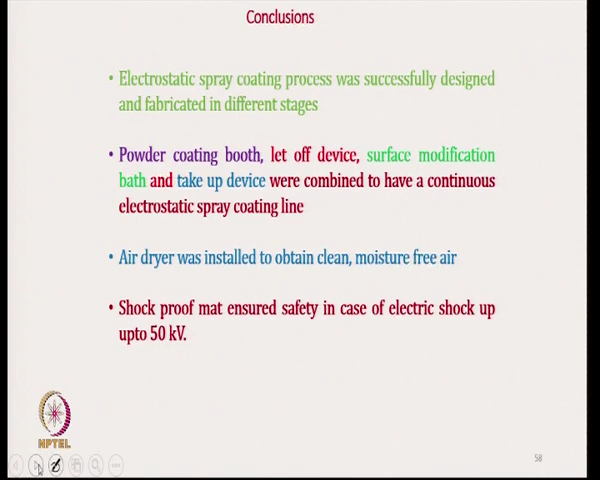 Conclusions
• Electrostatic spray coating process was successfully designed
and fabricated in different stages
• Powder coating booth, let off device, surface modification
bath and take up device were combined to have a continuous
electrostatic spray coating line
• Air dryer was installed to obtain clean, moisture free air
• Shock proof mat ensured safety in case of electric shock up
upto 50 kV.
NPTEL
58